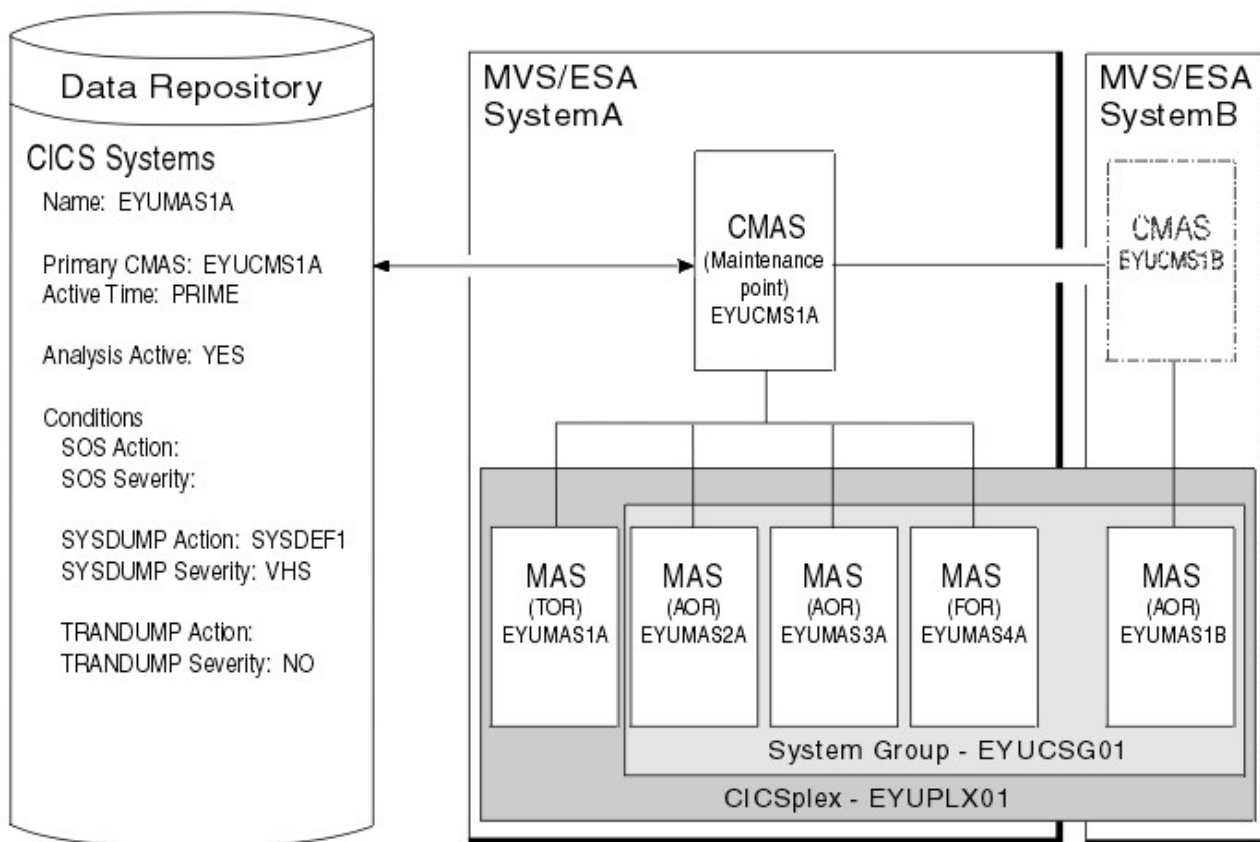 Data Repository
CICS Systems
Name: EYUMAS1A
Primary CMAS: EYUCMS1A
Active Time: PRIME
Analysis Active: YES
Conditions
SOS Action:
SOS Severity:
SYSDUMP Action: SYSDEF1
SYSDUMP Severity: VHS
TRANDUMP Action:
TRANDUMP Severity: NO
MVS/ESA
SystemA
CMAS
(Maintenance
point)
EYUCMS1A
MVS/ESA
SystemB
CMAS
EYUCMS1B
MAS
(TOR)
EYUMAS1A
MAS
(AOR)
EYUMAS2A
MAS
(AOR)
EYUMAS3A
MAS
(FOR)
EYUMAS4A
MAS
(AOR)
EYUMAS1B
System Group - EYUCSG01
CICSplex - EYUPLX01